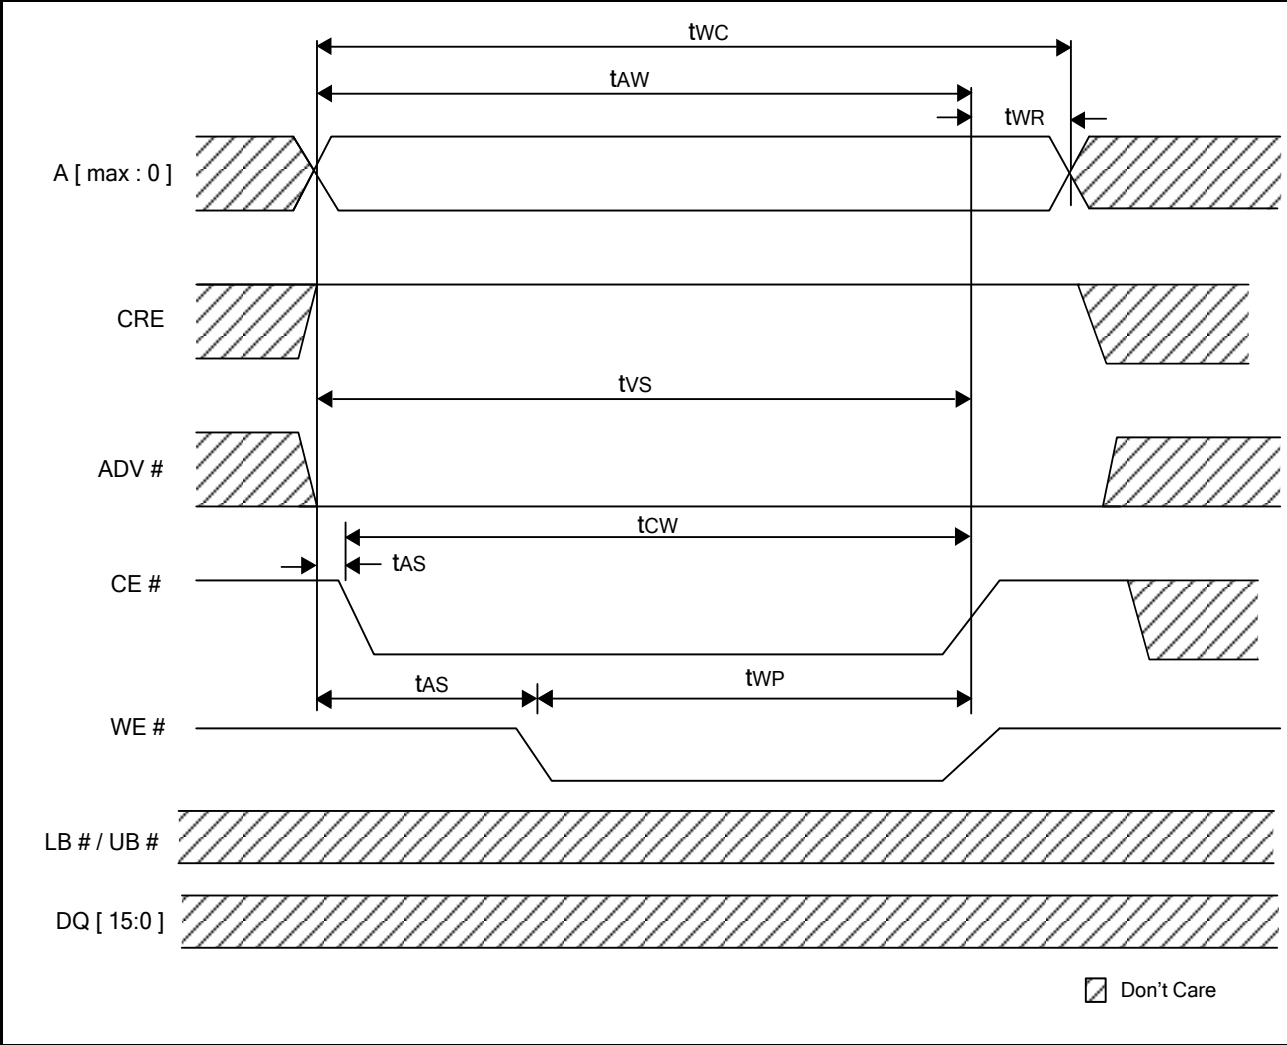 tWC
tAW
tWR
A [ max : 0 ]
CRE
tVS
ADV #
tCW
tAS
CE #
tAS
tWP
WE #
LB # / UB #
DQ [ 15:0 ]
Don't Care